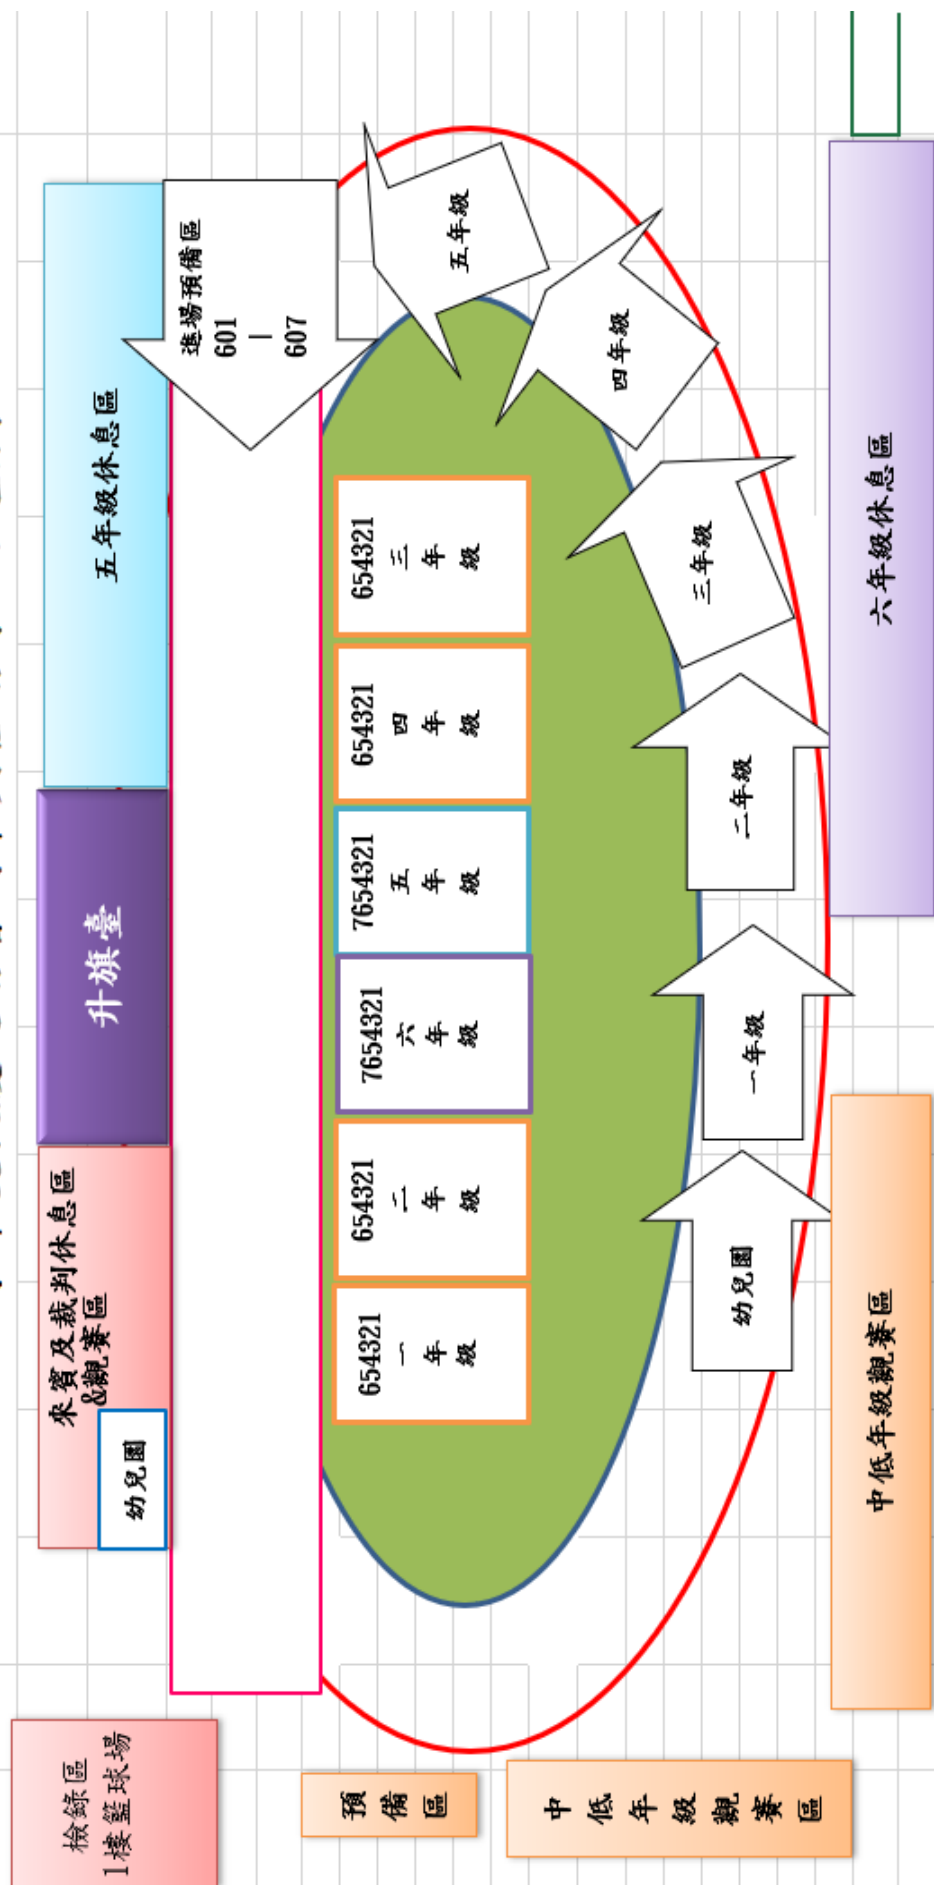 五年級休息區
升旗臺
來賓及裁判休息區
&觀賽區
幼兒園
檢錄區
1樓籃球場
進場預備區
601
|
607
五年級
四年級
三年級
二年級
一年級
幼兒園
654321
三年級
654321
四年級
7654321
五年級
7654321
六年級
654321
二年級
654321
一年級
六年級休息區
中低年級觀賽區
預備區
中低年級觀賽區